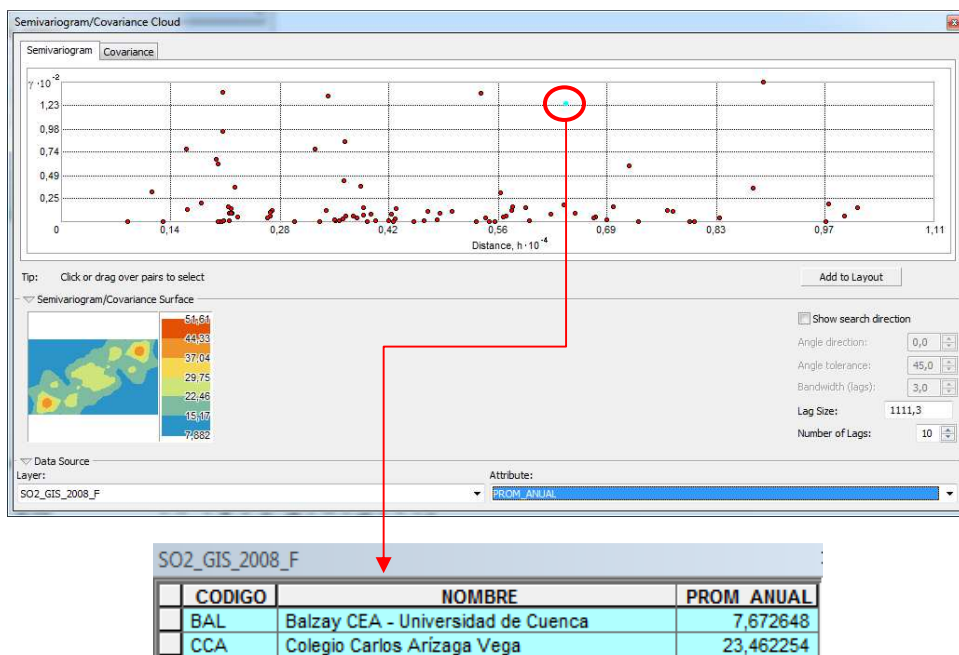 Semivariogram/Covariance Cloud
Semivariogram Covariance
γ ·10⁻²
1,23
0,98
0,74
0,49
0,25
0 0,14 0,28 0,42 0,56 0,69 0,83 0,97 1,11
Distance, h ·10⁻⁴
Tip: Click or drag over pairs to select
Add to Layout
Semivariogram/Covariance Surface
51,61
44,33
37,04
29,75
22,46
15,17
7,882
Show search direction
Angle direction: 0,0
Angle tolerance: 45,0
Bandwidth (lags): 3,0
Lag Size: 1111,3
Number of Lags: 10
Data Source
Layer: Attribute:
SO2_GIS_2008_F PROM_ANUAL
SO2_GIS_2008_F
CODIGO NOMBRE PROM_ANUAL
BAL Balzay CEA - Universidad de Cuenca 7,672648
CCA Colegio Carlos Arízaga Vega 23,462254